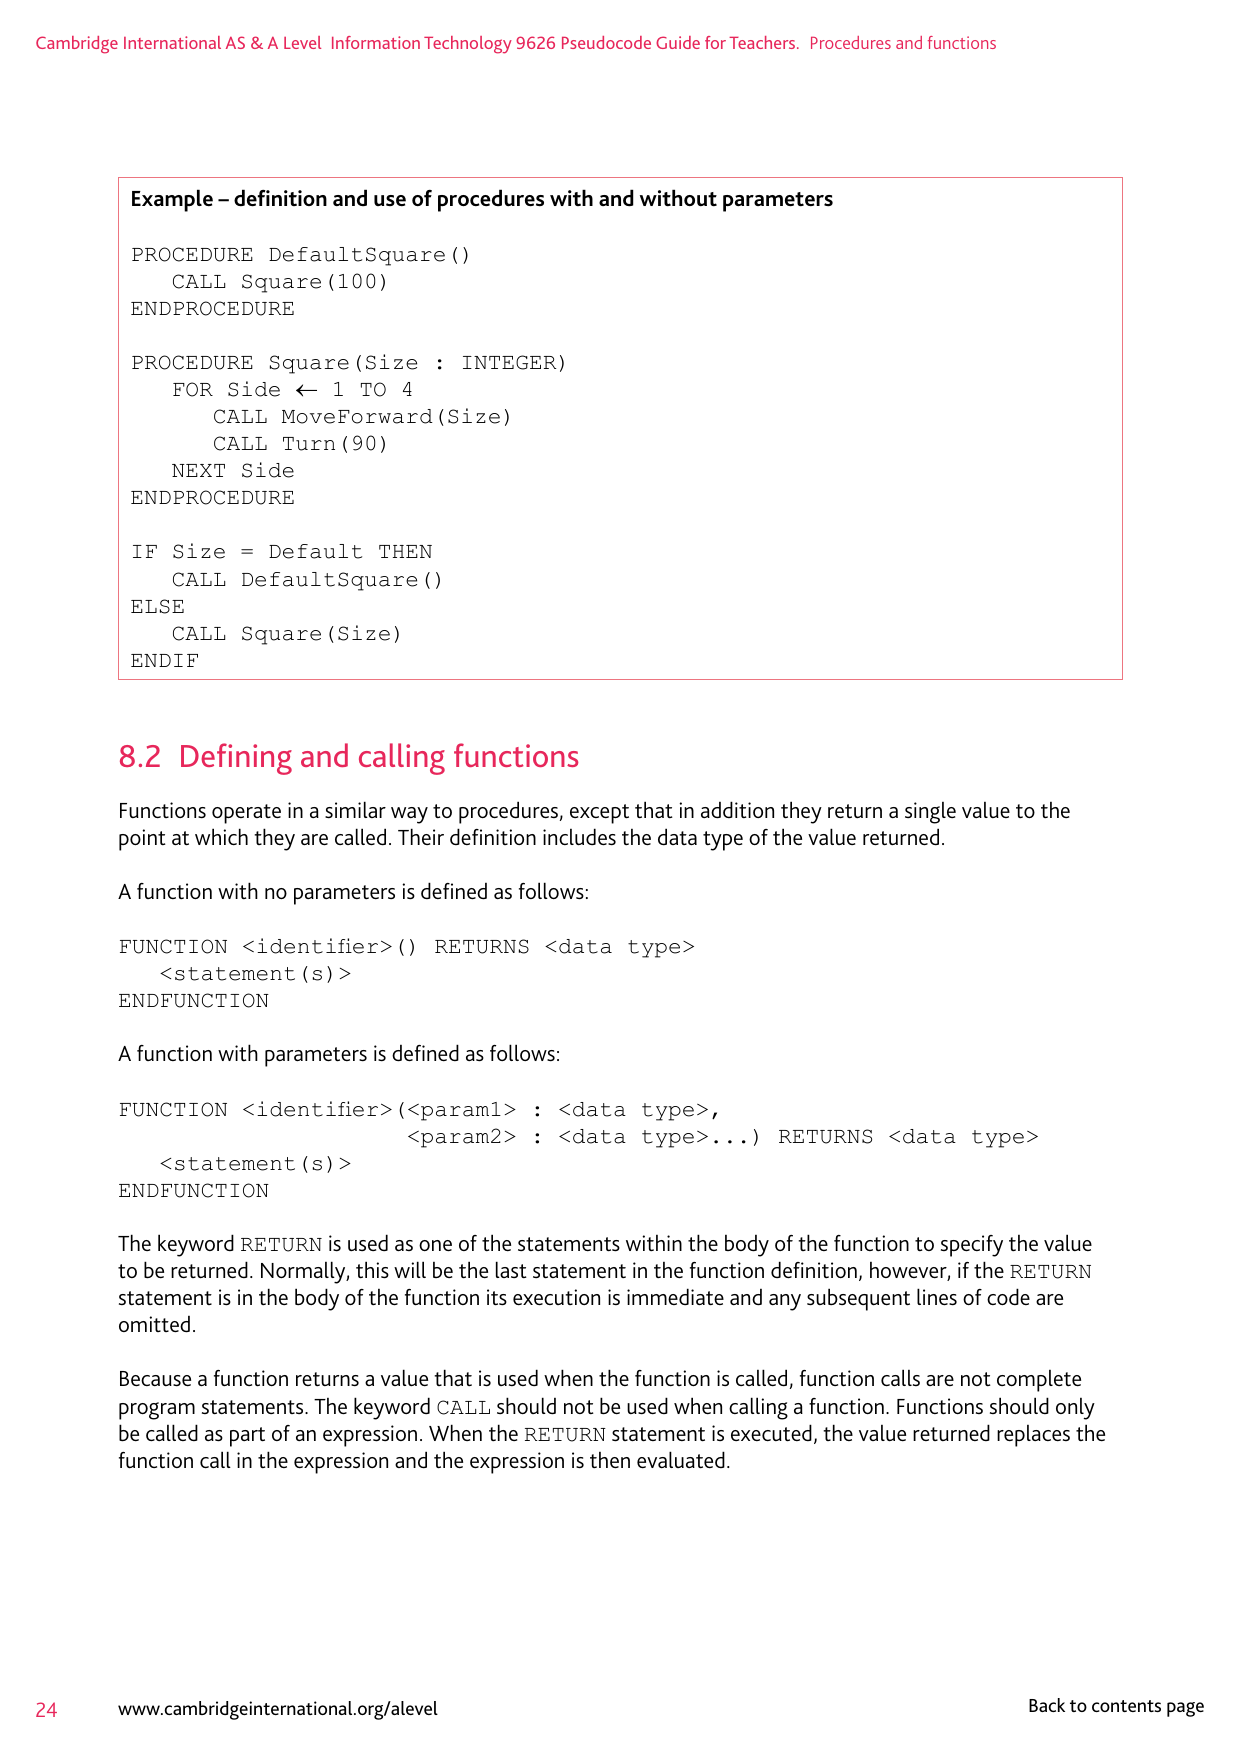 Cambridge International AS & A Level Information Technology 9626 Pseudocode Guide for Teachers. Procedures and functions
Example – definition and use of procedures with and without parameters
PROCEDURE DefaultSquare()
   CALL Square(100)
ENDPROCEDURE
PROCEDURE Square(Size : INTEGER)
   FOR Side ← 1 TO 4
      CALL MoveForward(Size)
      CALL Turn(90)
   NEXT Side
ENDPROCEDURE
IF Size = Default THEN
   CALL DefaultSquare()
ELSE
   CALL Square(Size)
ENDIF
8.2 Defining and calling functions
Functions operate in a similar way to procedures, except that in addition they return a single value to the
point at which they are called. Their definition includes the data type of the value returned.
A function with no parameters is defined as follows:
FUNCTION <identifier>() RETURNS <data type>
   <statement(s)>
ENDFUNCTION
A function with parameters is defined as follows:
FUNCTION <identifier>(<param1> : <data type>,
                     <param2> : <data type>...) RETURNS <data type>
   <statement(s)>
ENDFUNCTION
The keyword RETURN is used as one of the statements within the body of the function to specify the value
to be returned. Normally, this will be the last statement in the function definition, however, if the RETURN
statement is in the body of the function its execution is immediate and any subsequent lines of code are
omitted.
Because a function returns a value that is used when the function is called, function calls are not complete
program statements. The keyword CALL should not be used when calling a function. Functions should only
be called as part of an expression. When the RETURN statement is executed, the value returned replaces the
function call in the expression and the expression is then evaluated.
24 www.cambridgeinternational.org/alevel Back to contents page